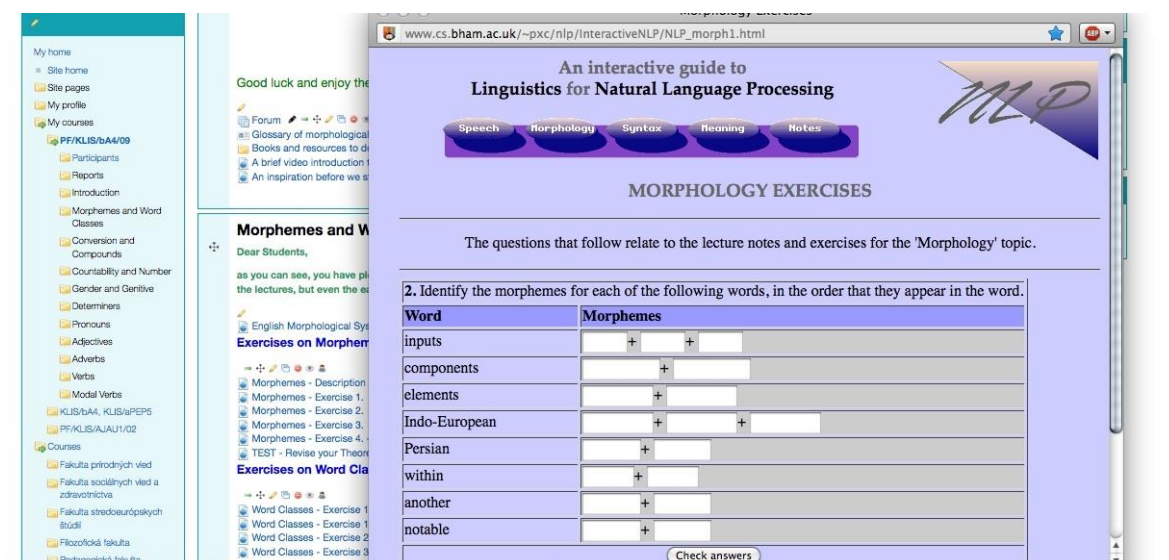 My home
Site home
Site pages
My profile
My courses
PF/KLIS/bA4/09
Participants
Reports
Introduction
Morphemes and Word
Classes
Conversion and
Compounds
Countability and Number
Gender and Genitive
Determiners
Pronouns
Adjectives
Adverbs
Verbs
Modal Verbs
KLIS/bA4, KLIS/aPEP5
PF/KLIS/AJAU1/02
Courses
Fakulta prírodných vied
Fakulta sociálnych vied a
zdravotníctva
Fakulta stredoeurópskych
štúdií
Filozofická fakulta
Pedagogická fakulta
Good luck and enjoy the
Forum
Glossary of morphological
Books and resources to d
A brief video introduction
An inspiration before we s
Morphemes and W
Dear Students,
as you can see, you have ple
the lectures, but even the ea
English Morphological Sys
Exercises on Morphem
Morphemes - Description
Morphemes - Exercise 1.
Morphemes - Exercise 2.
Morphemes - Exercise 3.
Morphemes - Exercise 4. -
TEST - Revise your Theor
Exercises on Word Cla
Word Classes - Exercise 1
Word Classes - Exercise 1
Word Classes - Exercise 2
Word Classes - Exercise 3
Morphology Exercises
www.cs.bham.ac.uk/~pxc/nlp/InteractiveNLP/NLP_morph1.html
ABP
An interactive guide to
Linguistics for Natural Language Processing
NLP
Speech Morphology Syntax Meaning Notes
MORPHOLOGY EXERCISES
The questions that follow relate to the lecture notes and exercises for the 'Morphology' topic.
2. Identify the morphemes for each of the following words, in the order that they appear in the word.
Word Morphemes
inputs + +
components +
elements +
Indo-European + +
Persian +
within +
another +
notable +
Check answers